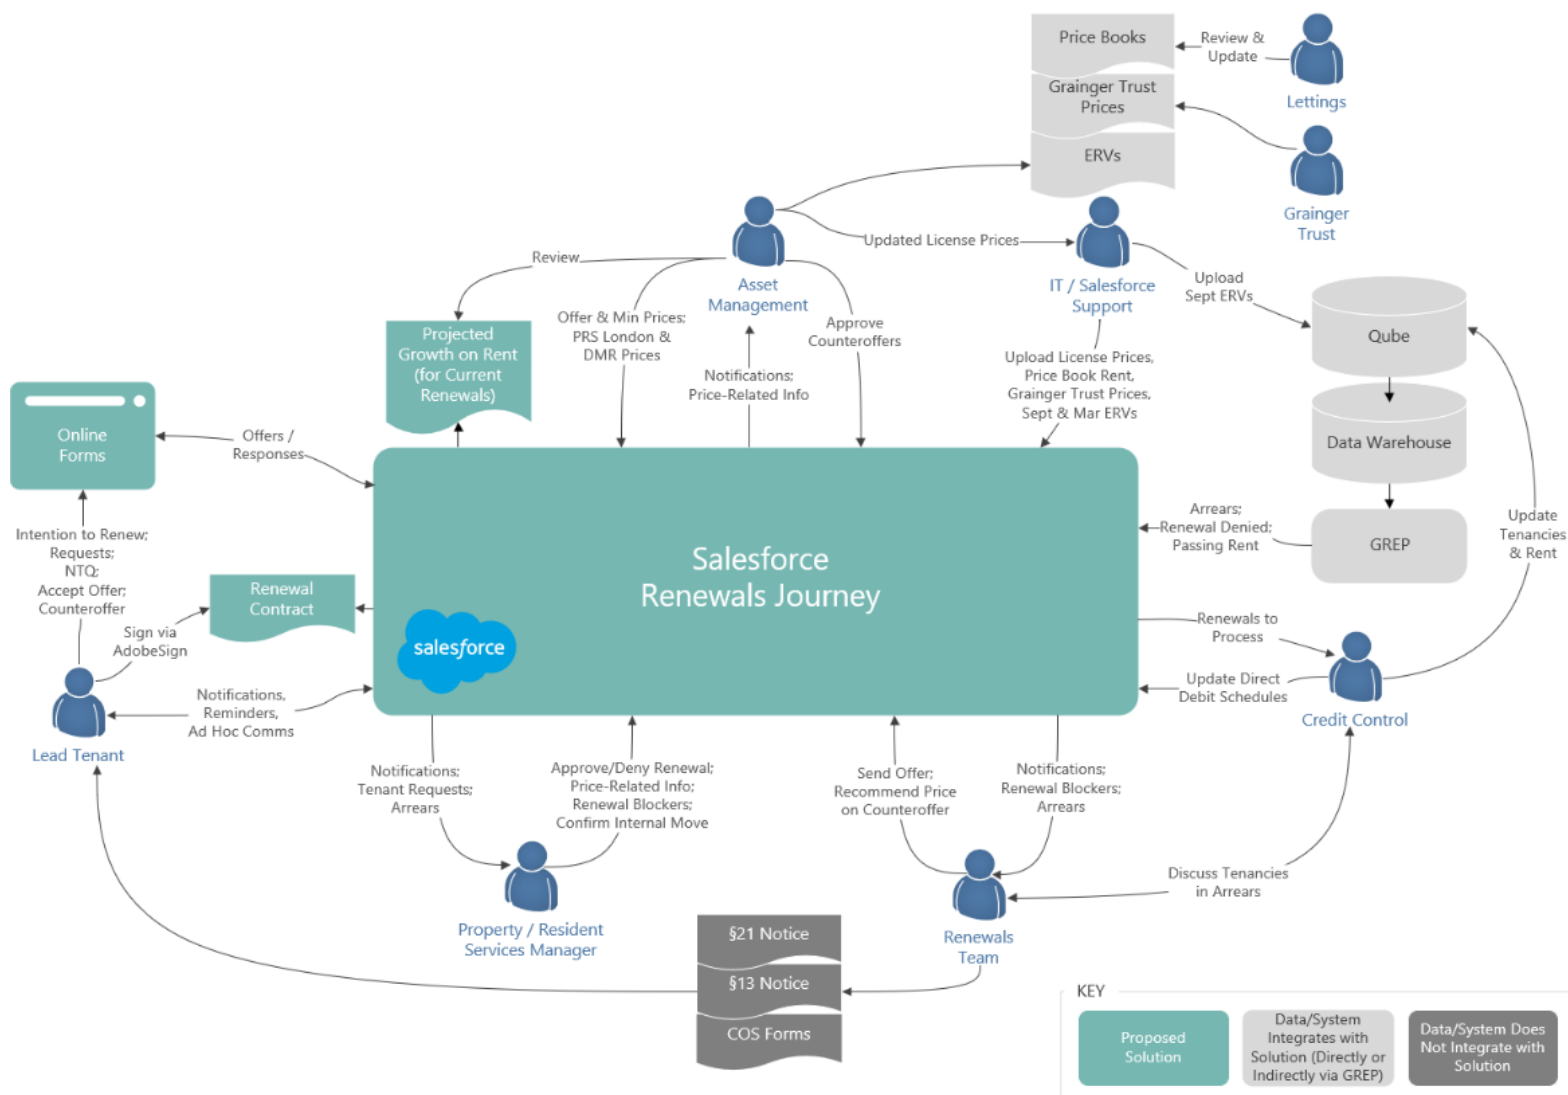 Price Books
Review &
Update
Lettings
Grainger Trust
Prices
ERVs
Grainger
Trust
Updated License Prices
Review
Asset
Management
IT / Salesforce
Support
Upload
Sept ERVs
Qube
Projected
Growth on Rent
(for Current
Renewals)
Offer & Min Prices;
PRS London &
DMR Prices
Approve
Counteroffers
Notifications;
Price-Related Info
Upload License Prices,
Price Book Rent,
Grainger Trust Prices,
Sept & Mar ERVs
Data Warehouse
Online
Forms
Offers /
Responses
Intention to Renew;
Requests;
NTQ;
Accept Offer;
Counteroffer
Arrears;
Renewal Denied;
Passing Rent
GREP
Update
Tenancies
& Rent
Salesforce
Renewals Journey
salesforce
Renewal
Contract
Sign via
AdobeSign
Renewals to
Process
Update Direct
Debit Schedules
Credit Control
Notifications,
Reminders,
Ad Hoc Comms
Lead Tenant
Notifications;
Tenant Requests;
Arrears
Approve/Deny Renewal;
Price-Related Info;
Renewal Blockers;
Confirm Internal Move
Send Offer;
Recommend Price
on Counteroffer
Notifications;
Renewal Blockers;
Arrears
Discuss Tenancies
in Arrears
Property / Resident
Services Manager
Renewals
Team
§21 Notice
§13 Notice
COS Forms
KEY
Proposed
Solution
Data/System
Integrates with
Solution (Directly or
Indirectly via GREP)
Data/System Does
Not Integrate with
Solution